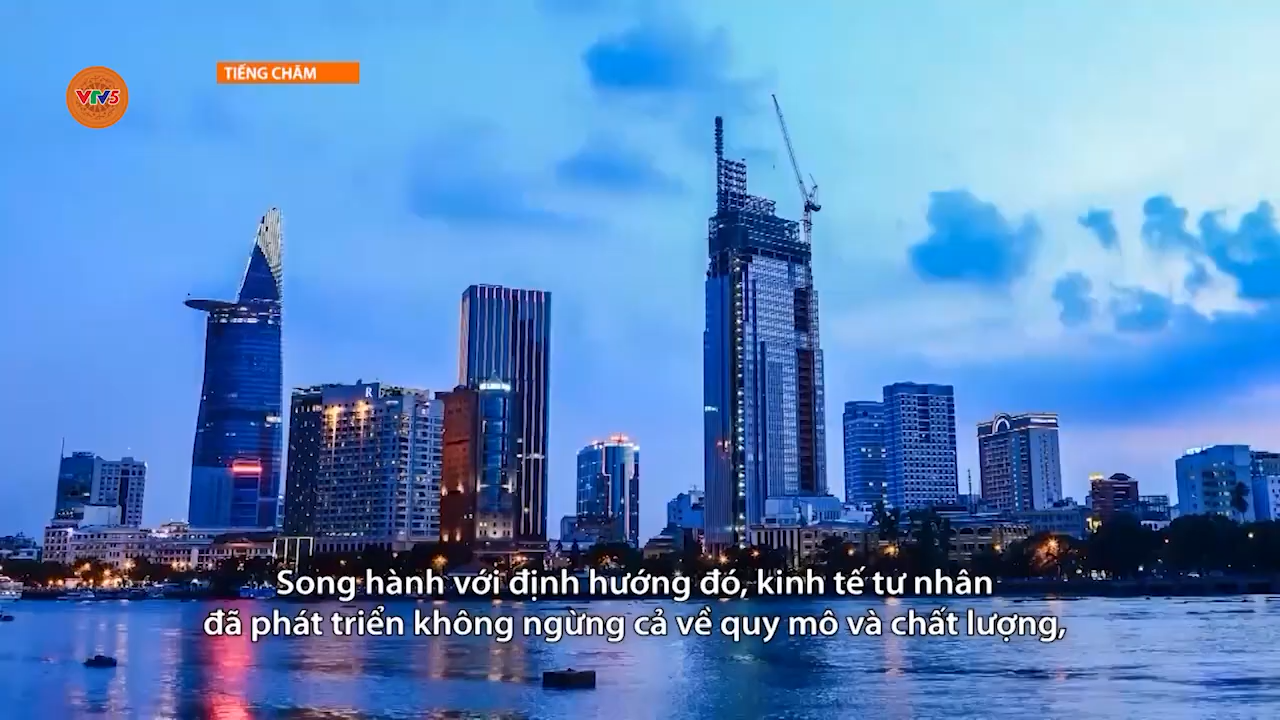 TIẾNG CHĂM
VTV5
R
Song hành với định hướng đó, kinh tế tư nhân
đã phát triển không ngừng cả về quy mô và chất lượng,